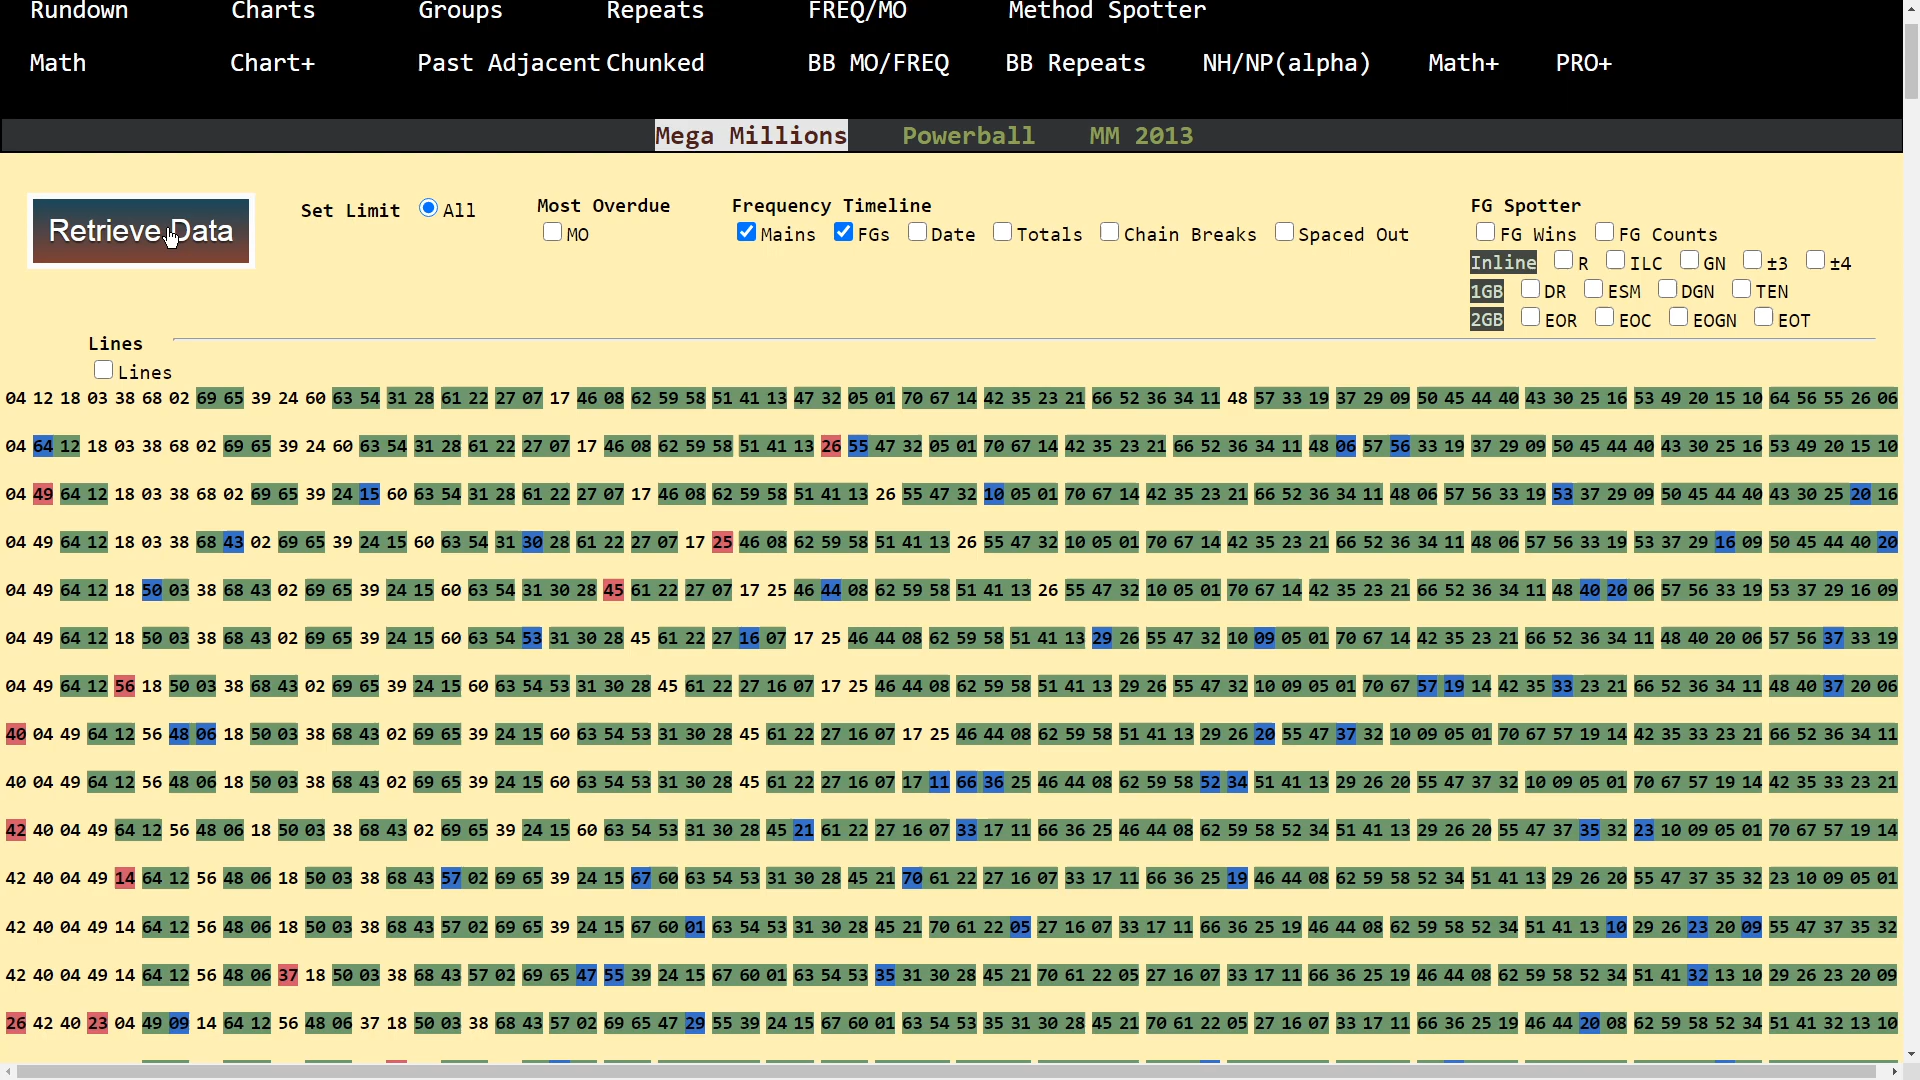 Rundown Charts Groups Repeats FREQ/MO Method Spotter
Math Chart+ Past Adjacent Chunked BB MO/FREQ BB Repeats NH/NP(alpha) Math+ PRO+
Mega Millions Powerball MM 2013
Retrieve Data
Set Limit All
Most Overdue
MO
Frequency Timeline
Mains FGs Date Totals Chain Breaks Spaced Out
FG Spotter
FG Wins FG Counts
Inline R ILC GN ±3 ±4
1GB DR ESM DGN TEN
2GB EOR EOC EOGN EOT
Lines
Lines
04 12 18 03 38 68 02 69 65 39 24 60 63 54 31 28 61 22 27 07 17 46 08 62 59 58 51 41 13 47 32 05 01 70 67 14 42 35 23 21 66 52 36 34 11 48 57 33 19 37 29 09 50 45 44 40 43 30 25 16 53 49 20 15 10 64 56 55 26 06
04 64 12 18 03 38 68 02 69 65 39 24 60 63 54 31 28 61 22 27 07 17 46 08 62 59 58 51 41 13 26 55 47 32 05 01 70 67 14 42 35 23 21 66 52 36 34 11 48 06 57 56 33 19 37 29 09 50 45 44 40 43 30 25 16 53 49 20 15 10
04 49 64 12 18 03 38 68 02 69 65 39 24 15 60 63 54 31 28 61 22 27 07 17 46 08 62 59 58 51 41 13 26 55 47 32 10 05 01 70 67 14 42 35 23 21 66 52 36 34 11 48 06 57 56 33 19 53 37 29 09 50 45 44 40 43 30 25 20 16
04 49 64 12 18 03 38 68 43 02 69 65 39 24 15 60 63 54 31 30 28 61 22 27 07 17 25 46 08 62 59 58 51 41 13 26 55 47 32 10 05 01 70 67 14 42 35 23 21 66 52 36 34 11 48 06 57 56 33 19 53 37 29 16 09 50 45 44 40 20
04 49 64 12 18 50 03 38 68 43 02 69 65 39 24 15 60 63 54 31 30 28 45 61 22 27 07 17 25 46 44 08 62 59 58 51 41 13 26 55 47 32 10 05 01 70 67 14 42 35 23 21 66 52 36 34 11 48 40 20 06 57 56 33 19 53 37 29 16 09
04 49 64 12 18 50 03 38 68 43 02 69 65 39 24 15 60 63 54 53 31 30 28 45 61 22 27 16 07 17 25 46 44 08 62 59 58 51 41 13 29 26 55 47 32 10 09 05 01 70 67 14 42 35 23 21 66 52 36 34 11 48 40 20 06 57 56 37 33 19
04 49 64 12 56 18 50 03 38 68 43 02 69 65 39 24 15 60 63 54 53 31 30 28 45 61 22 27 16 07 17 25 46 44 08 62 59 58 51 41 13 29 26 55 47 32 10 09 05 01 70 67 57 19 14 42 35 33 23 21 66 52 36 34 11 48 40 37 20 06
40 04 49 64 12 56 48 06 18 50 03 38 68 43 02 69 65 39 24 15 60 63 54 53 31 30 28 45 61 22 27 16 07 17 25 46 44 08 62 59 58 51 41 13 29 26 20 55 47 37 32 10 09 05 01 70 67 57 19 14 42 35 33 23 21 66 52 36 34 11
40 04 49 64 12 56 48 06 18 50 03 38 68 43 02 69 65 39 24 15 60 63 54 53 31 30 28 45 61 22 27 16 07 17 11 66 36 25 46 44 08 62 59 58 52 34 51 41 13 29 26 20 55 47 37 32 10 09 05 01 70 67 57 19 14 42 35 33 23 21
42 40 04 49 64 12 56 48 06 18 50 03 38 68 43 02 69 65 39 24 15 60 63 54 53 31 30 28 45 21 61 22 27 16 07 33 17 11 66 36 25 46 44 08 62 59 58 52 34 51 41 13 29 26 20 55 47 37 35 32 23 10 09 05 01 70 67 57 19 14
42 40 04 49 14 64 12 56 48 06 18 50 03 38 68 43 57 02 69 65 39 24 15 67 60 63 54 53 31 30 28 45 21 70 61 22 27 16 07 33 17 11 66 36 25 19 46 44 08 62 59 58 52 34 51 41 13 29 26 20 55 47 37 35 32 23 10 09 05 01
42 40 04 49 14 64 12 56 48 06 18 50 03 38 68 43 57 02 69 65 39 24 15 67 60 01 63 54 53 31 30 28 45 21 70 61 22 05 27 16 07 33 17 11 66 36 25 19 46 44 08 62 59 58 52 34 51 41 13 10 29 26 23 20 09 55 47 37 35 32
42 40 04 49 14 64 12 56 48 06 37 18 50 03 38 68 43 57 02 69 65 47 55 39 24 15 67 60 01 63 54 53 35 31 30 28 45 21 70 61 22 05 27 16 07 33 17 11 66 36 25 19 46 44 08 62 59 58 52 34 51 41 32 13 10 29 26 23 20 09
26 42 40 23 04 49 09 14 64 12 56 48 06 37 18 50 03 38 68 43 57 02 69 65 47 29 55 39 24 15 67 60 01 63 54 53 35 31 30 28 45 21 70 61 22 05 27 16 07 33 17 11 66 36 25 19 46 44 20 08 62 59 58 52 34 51 41 32 13 10